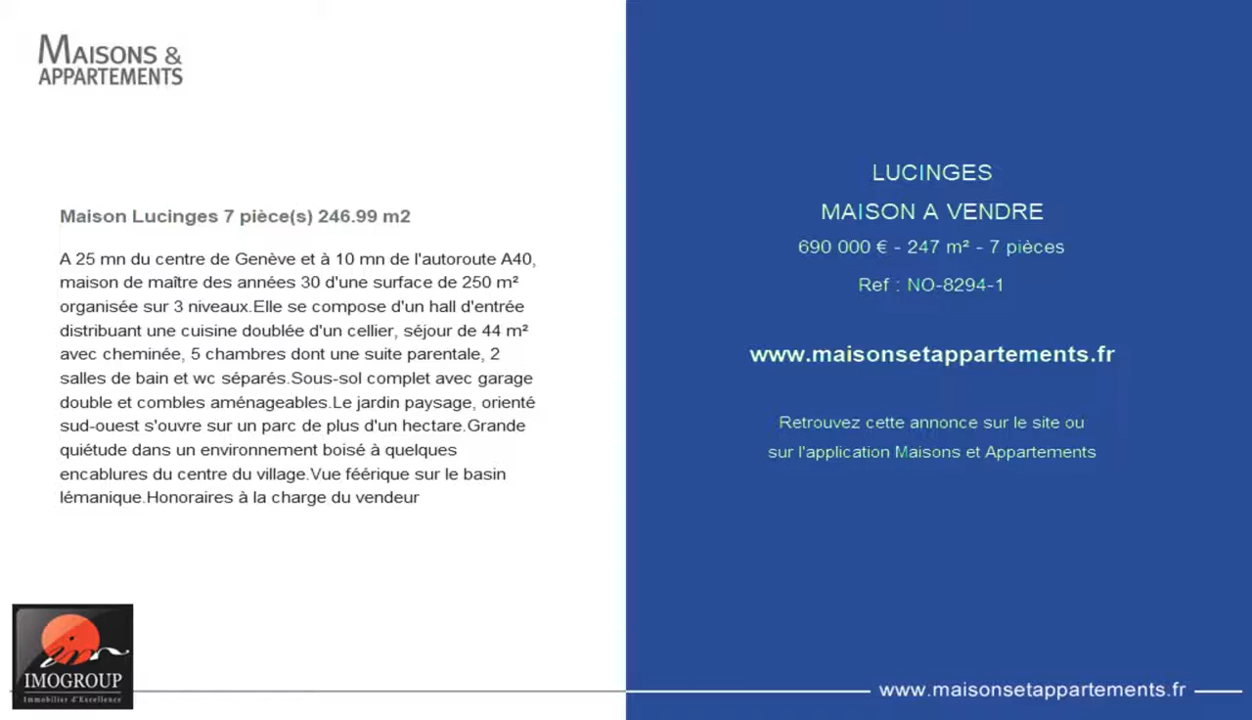 MAISONS &
APPARTEMENTS
Maison Lucinges 7 pièce(s) 246.99 m2
A 25 mn du centre de Genève et à 10 mn de l'autoroute A40,
maison de maître des années 30 d'une surface de 250 m²
organisée sur 3 niveaux.Elle se compose d'un hall d'entrée
distribuant une cuisine doublée d'un cellier, séjour de 44 m²
avec cheminée, 5 chambres dont une suite parentale, 2
salles de bain et wc séparés.Sous-sol complet avec garage
double et combles aménageables.Le jardin paysage, orienté
sud-ouest s'ouvre sur un parc de plus d'un hectare.Grande
quiétude dans un environnement boisé à quelques
encablures du centre du village.Vue féérique sur le basin
lémanique.Honoraires à la charge du vendeur
im
IMOGROUP
Immobilier d'Excellence
LUCINGES
MAISON A VENDRE
690 000 € - 247 m² - 7 pièces
Ref : NO-8294-1
www.maisonsetappartements.fr
Retrouvez cette annonce sur le site ou
sur l'application Maisons et Appartements
www.maisonsetappartements.fr